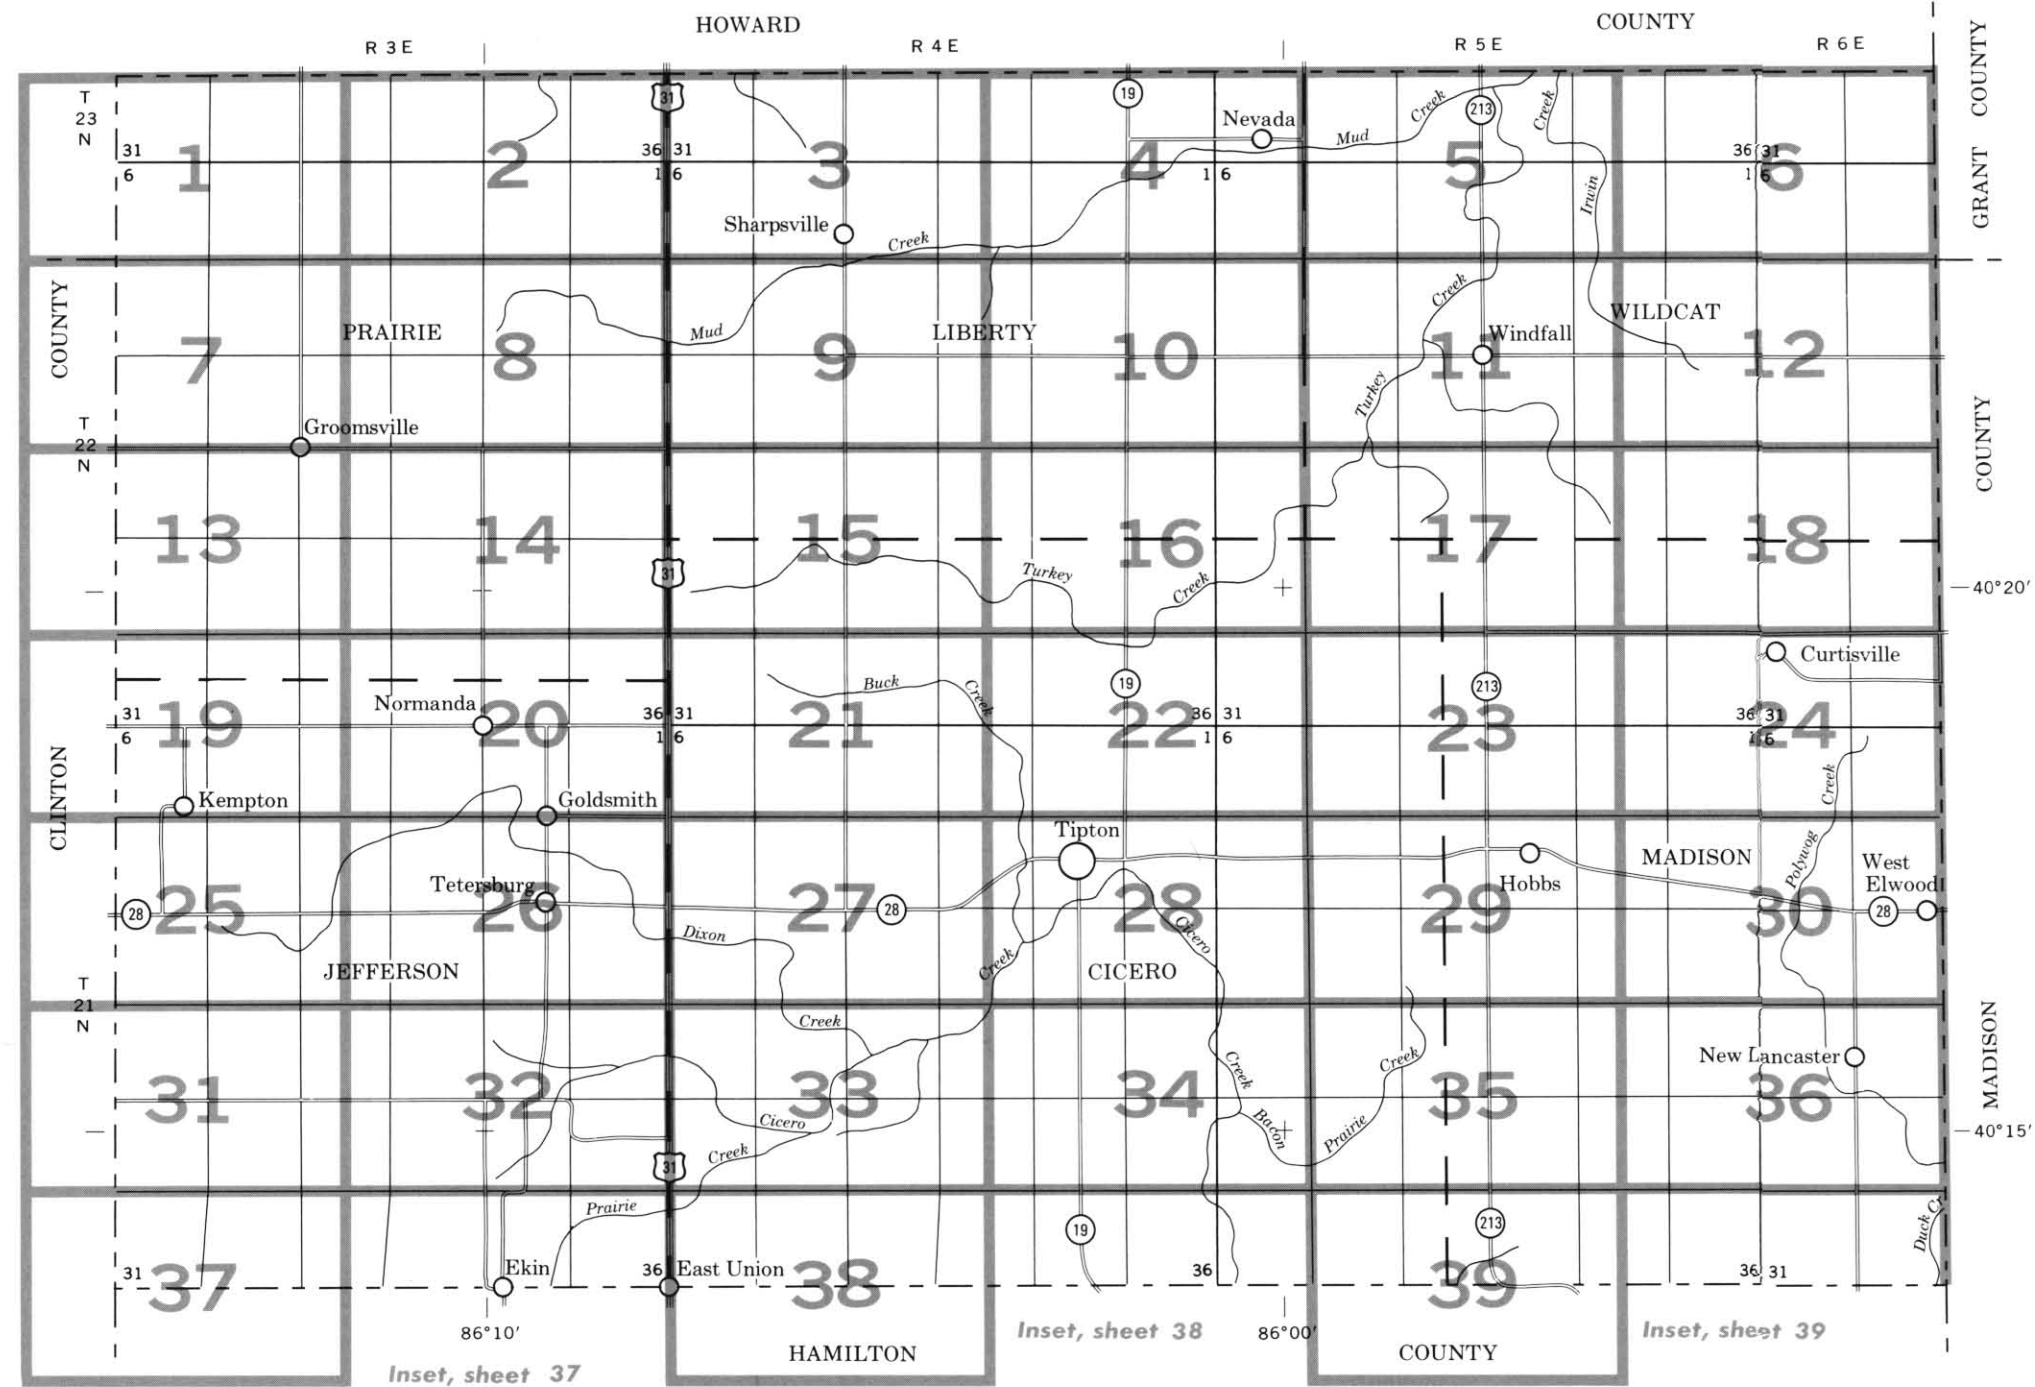 HOWARD COUNTY
R 3 E R 4 E R 5 E R 6 E
GRANT COUNTY
T
23
N
31 19 213
Nevada
Mud Creek
Creek
Irwin
31 36 31 36 31
1 2 3 4 5 6
6 1 6 1 6 1 6
Sharpsville
Creek
Creek
COUNTY
PRAIRIE
Mud
LIBERTY
Windfall
WILDCAT
7 8 9 10 11 12
Turkey
COUNTY
T
22
N
Groomsville
13 14 15 16 17 18
31
Turkey
Creek
40°20'
Curtisville
Buck Creek
19 213
Normanda
31 36 31 36 31 36 31
19 20 21 22 23 24
6 1 6 1 6 1 6
CLINTON
Kempton
Goldsmith
Creek
Tipton
MADISON
Polywog
West
Elwood
Tetersburg
Hobbs
28 28 28
25 26 27 28 29 30
Dixon
Cicero
JEFFERSON
Creek
CICERO
T
21
N
Creek
New Lancaster
Creek
Creek
MADISON
31 32 33 34 35 36
Cicero
Bacon
Prairie
40°15'
Creek
31
Prairie
19 213
Duck Cr
Ekin
East Union
31 36 36 36 31
37 38 39
86°10' 86°00'
Inset, sheet 38
Inset, sheet 39
HAMILTON COUNTY
Inset, sheet 37